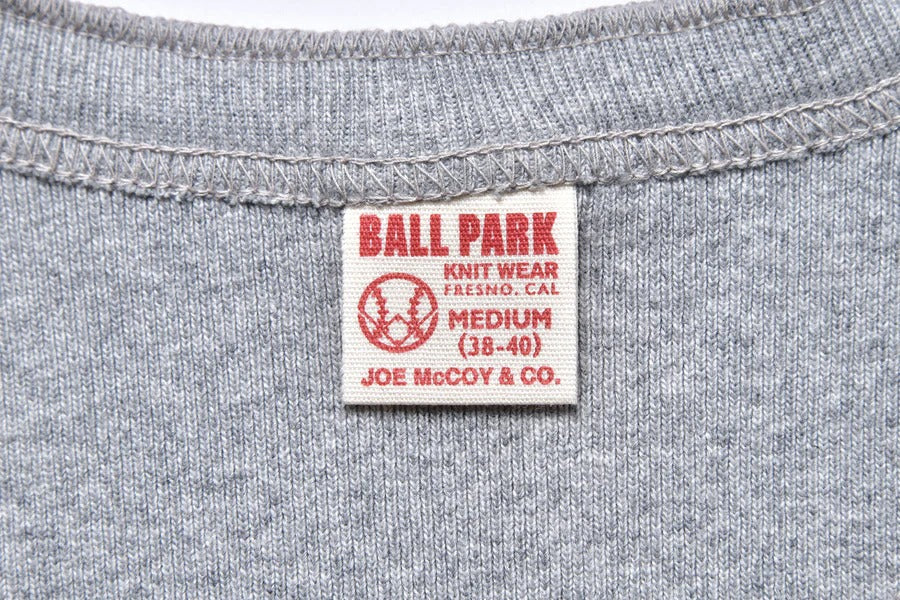 BALL PARK
KNIT WEAR
FRESNO, CAL
MEDIUM
(38-40)
JOE McCOY & CO.